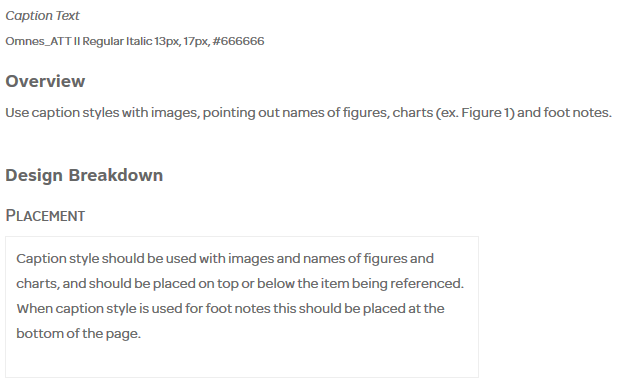 Caption Text
Omnes_ATT II Regular Italic 13px, 17px, #666666
Overview
Use caption styles with images, pointing out names of figures, charts (ex. Figure 1) and foot notes.
Design Breakdown
PLACEMENT
Caption style should be used with images and names of figures and
charts, and should be placed on top or below the item being referenced.
When caption style is used for foot notes this should be placed at the
bottom of the page.